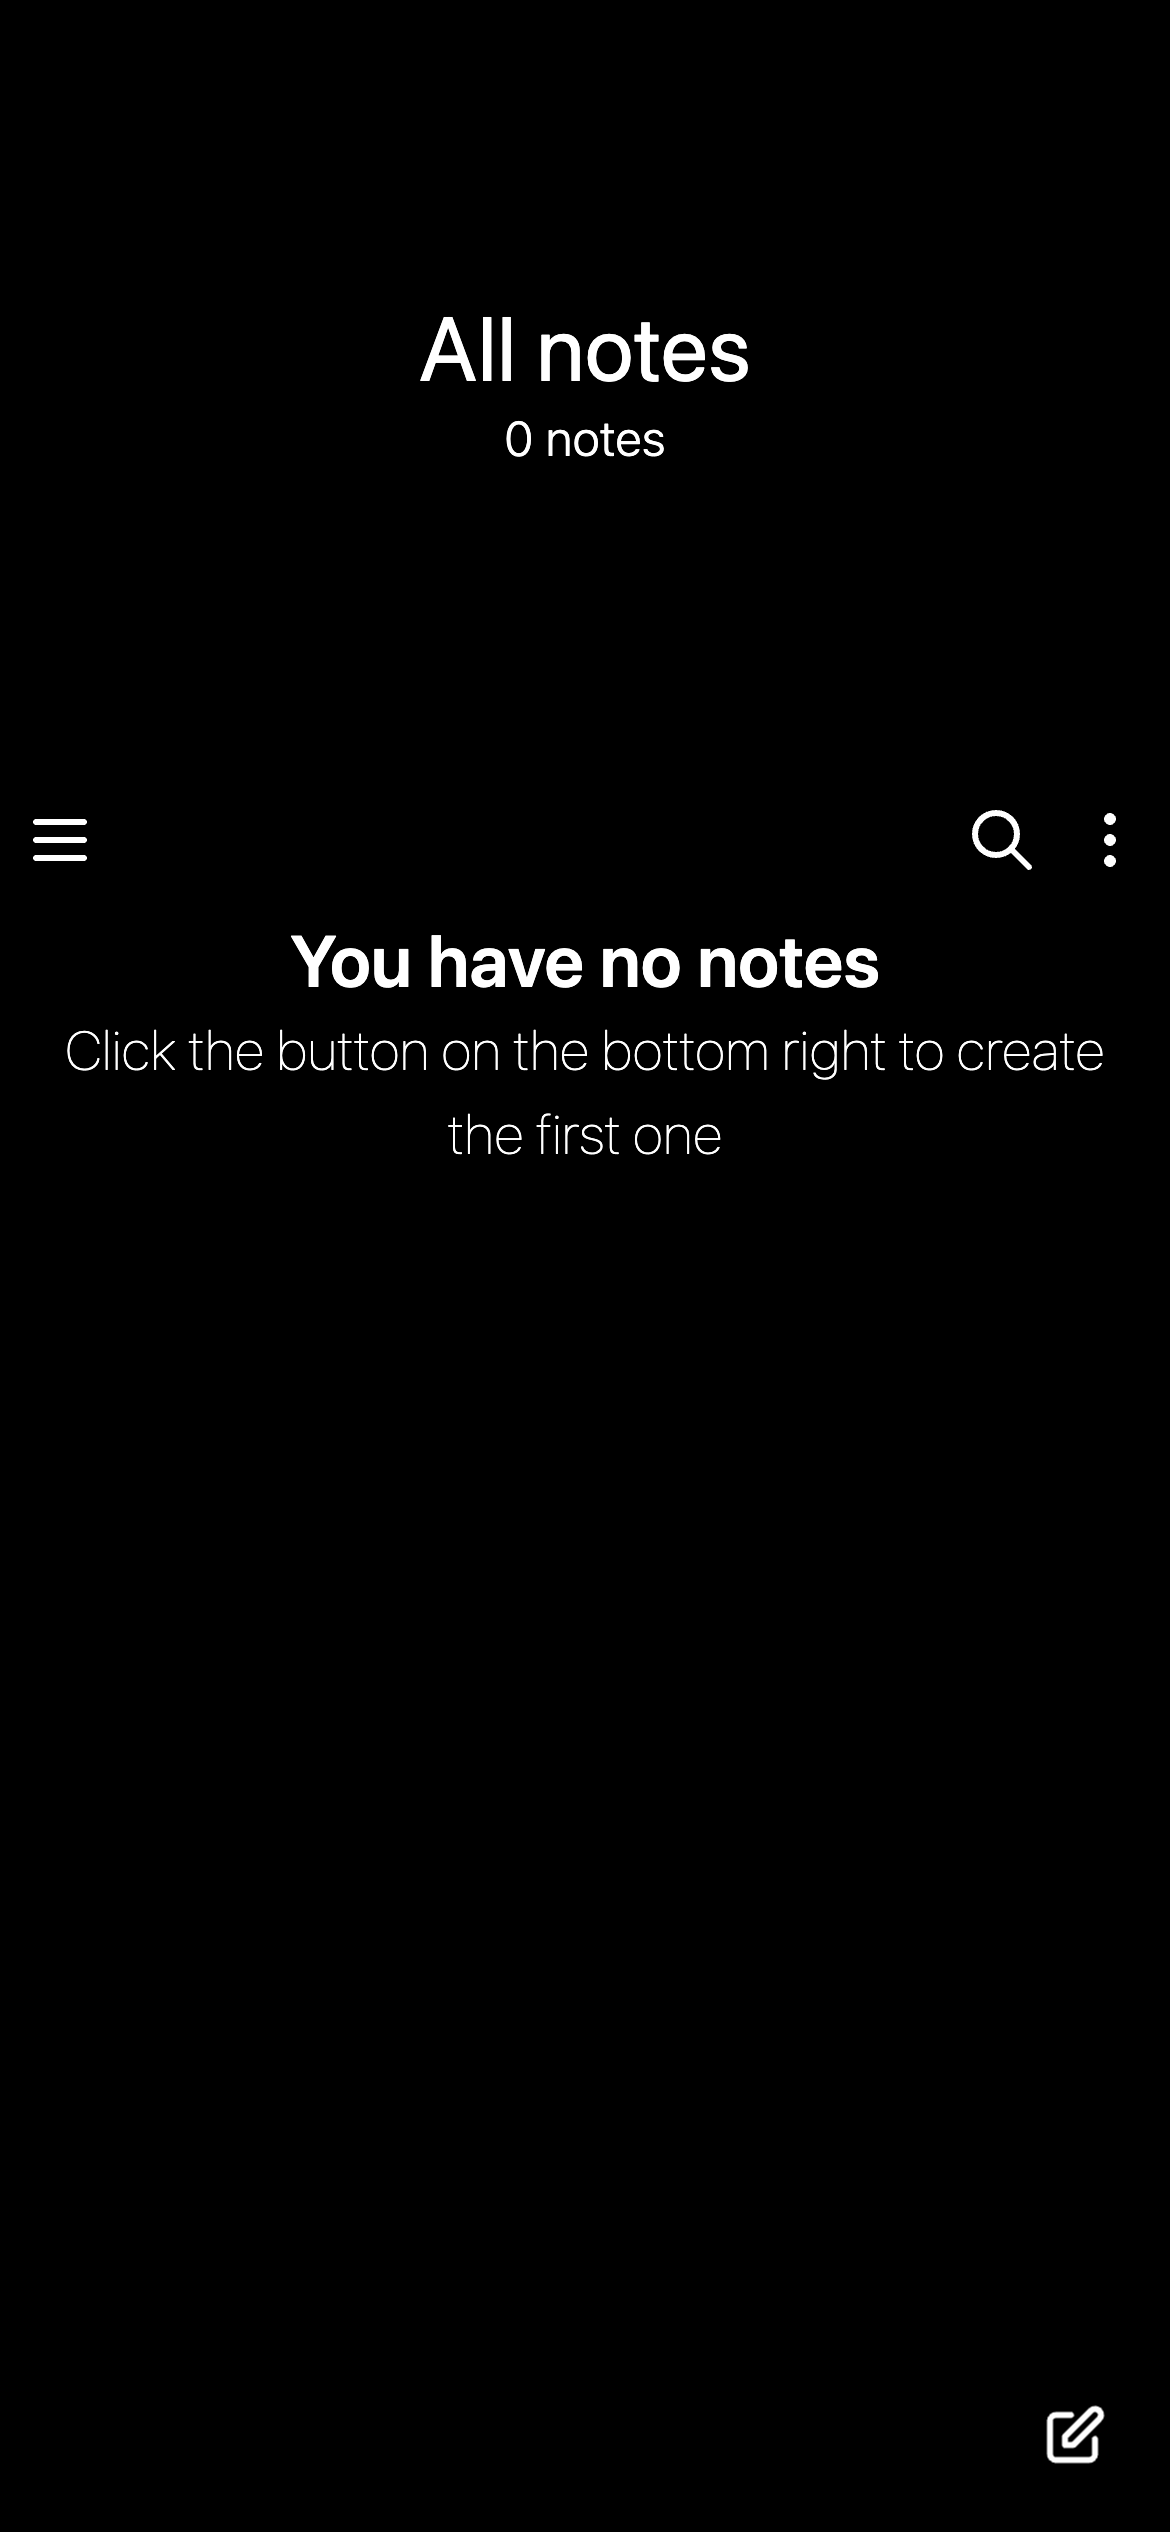 All notes
0 notes
You have no notes
Click the button on the bottom right to create
the first one